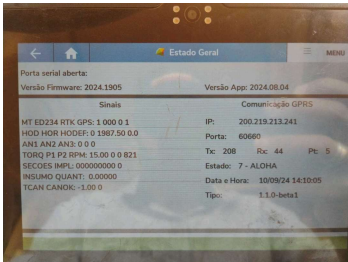 Estado Geral
MENU
Porta serial aberta:
Versão Firmware: 2024.1905
Versão App: 2024.08.04
Sinais
Comunicação GPRS
MT ED234 RTK GPS: 1 000 0 1
HOD HOR HODEF: 0 1987.50 0.0
AN1 AN2 AN3: 0 0 0
TORQ P1 P2 RPM: 15.00 0 0 821
SECOES IMPL: 000000000 0
INSUMO QUANT: 0.00000
TCAN CANOK: -1.00 0
IP: 200.219.213.241
Porta: 60660
Tx: 208 Rx: 44 Pt: 5
Estado: 7 - ALOHA
Data e Hora: 10/09/24 14:10:05
Tipo: 1.1.0-beta1